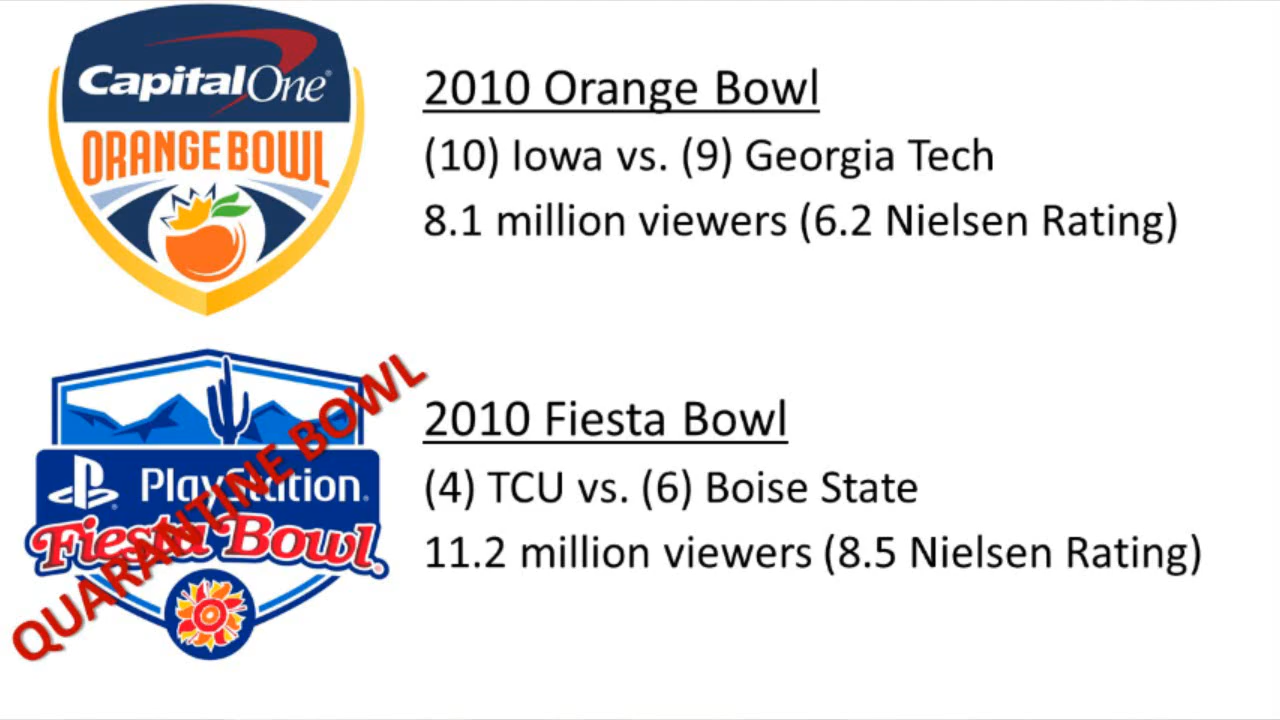 Capital One
ORANGE BOWL
2010 Orange Bowl
(10) Iowa vs. (9) Georgia Tech
8.1 million viewers (6.2 Nielsen Rating)
PlayStation
Fiesta Bowl
QUARANTINE BOWL
2010 Fiesta Bowl
(4) TCU vs. (6) Boise State
11.2 million viewers (8.5 Nielsen Rating)